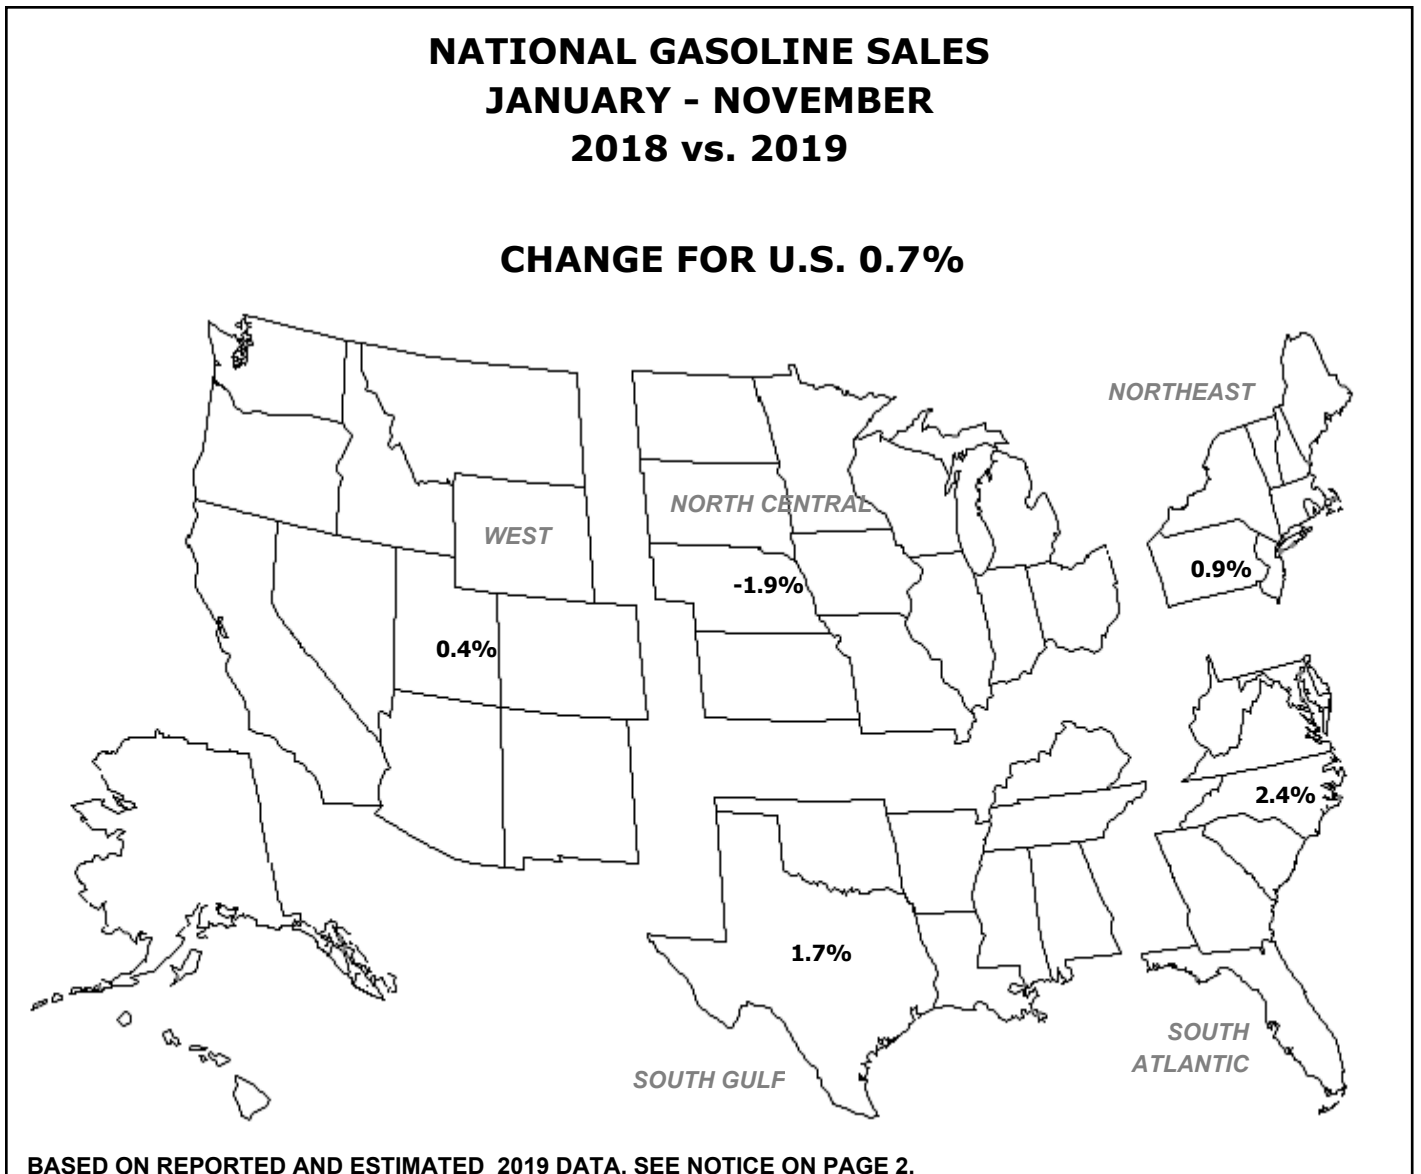 NATIONAL GASOLINE SALES
JANUARY - NOVEMBER
2018 vs. 2019
CHANGE FOR U.S. 0.7%
NORTHEAST
NORTH CENTRAL
WEST
0.9%
-1.9%
0.4%
2.4%
1.7%
SOUTH
ATLANTIC
SOUTH GULF
BASED ON REPORTED AND ESTIMATED 2019 DATA. SEE NOTICE ON PAGE 2.